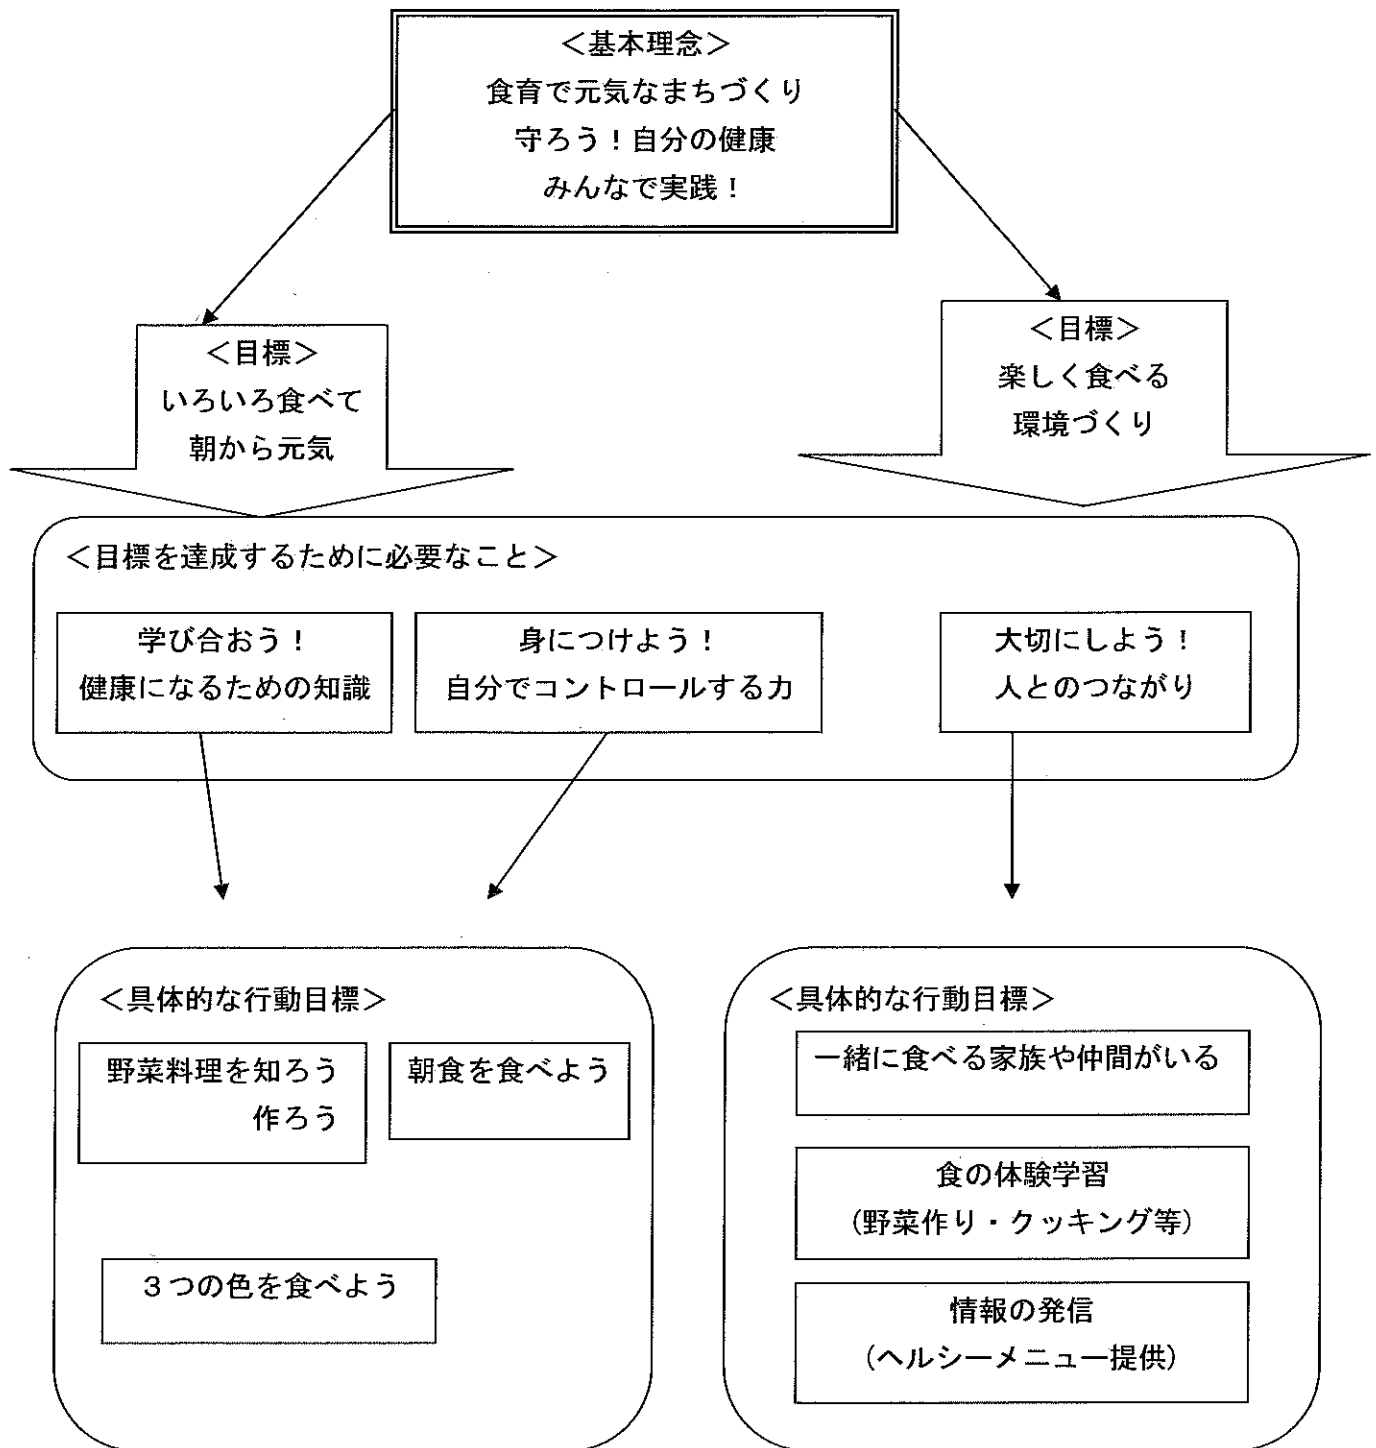 ＜基本理念＞
食育で元気なまちづくり
守ろう！自分の健康
みんなで実践！
＜目標＞
いろいろ食べて
朝から元気
＜目標＞
楽しく食べる
環境づくり
＜目標を達成するために必要なこと＞
学び合おう！
健康になるための知識
身につけよう！
自分でコントロールする力
大切にしよう！
人とのつながり
＜具体的な行動目標＞
野菜料理を知ろう
作ろう
朝食を食べよう
３つの色を食べよう
＜具体的な行動目標＞
一緒に食べる家族や仲間がいる
食の体験学習
（野菜作り・クッキング等）
情報の発信
（ヘルシーメニュー提供）